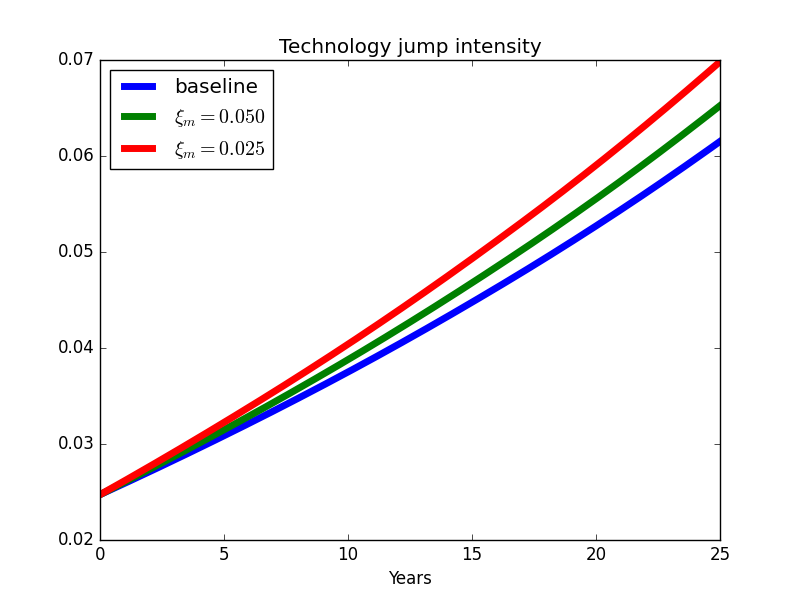 Technology jump intensity
0.07
0.06
0.05
0.04
0.03
0.02
baseline
ξₘ = 0.050
ξₘ = 0.025
0 5 10 15 20 25
Years